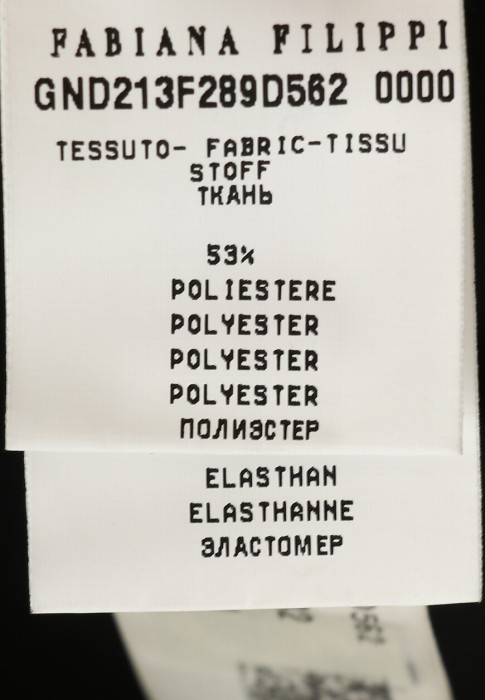 FABIANA FILIPPI
GND213F289D562 0000
TESSUTO- FABRIC-TISSU
STOFF
ТКАНЬ
53%
POLIESTERE
POLYESTER
POLYESTER
POLYESTER
ПОЛИЭСТЕР
ELASTHAN
ELASTHANNE
ЭЛАСТОМЕР